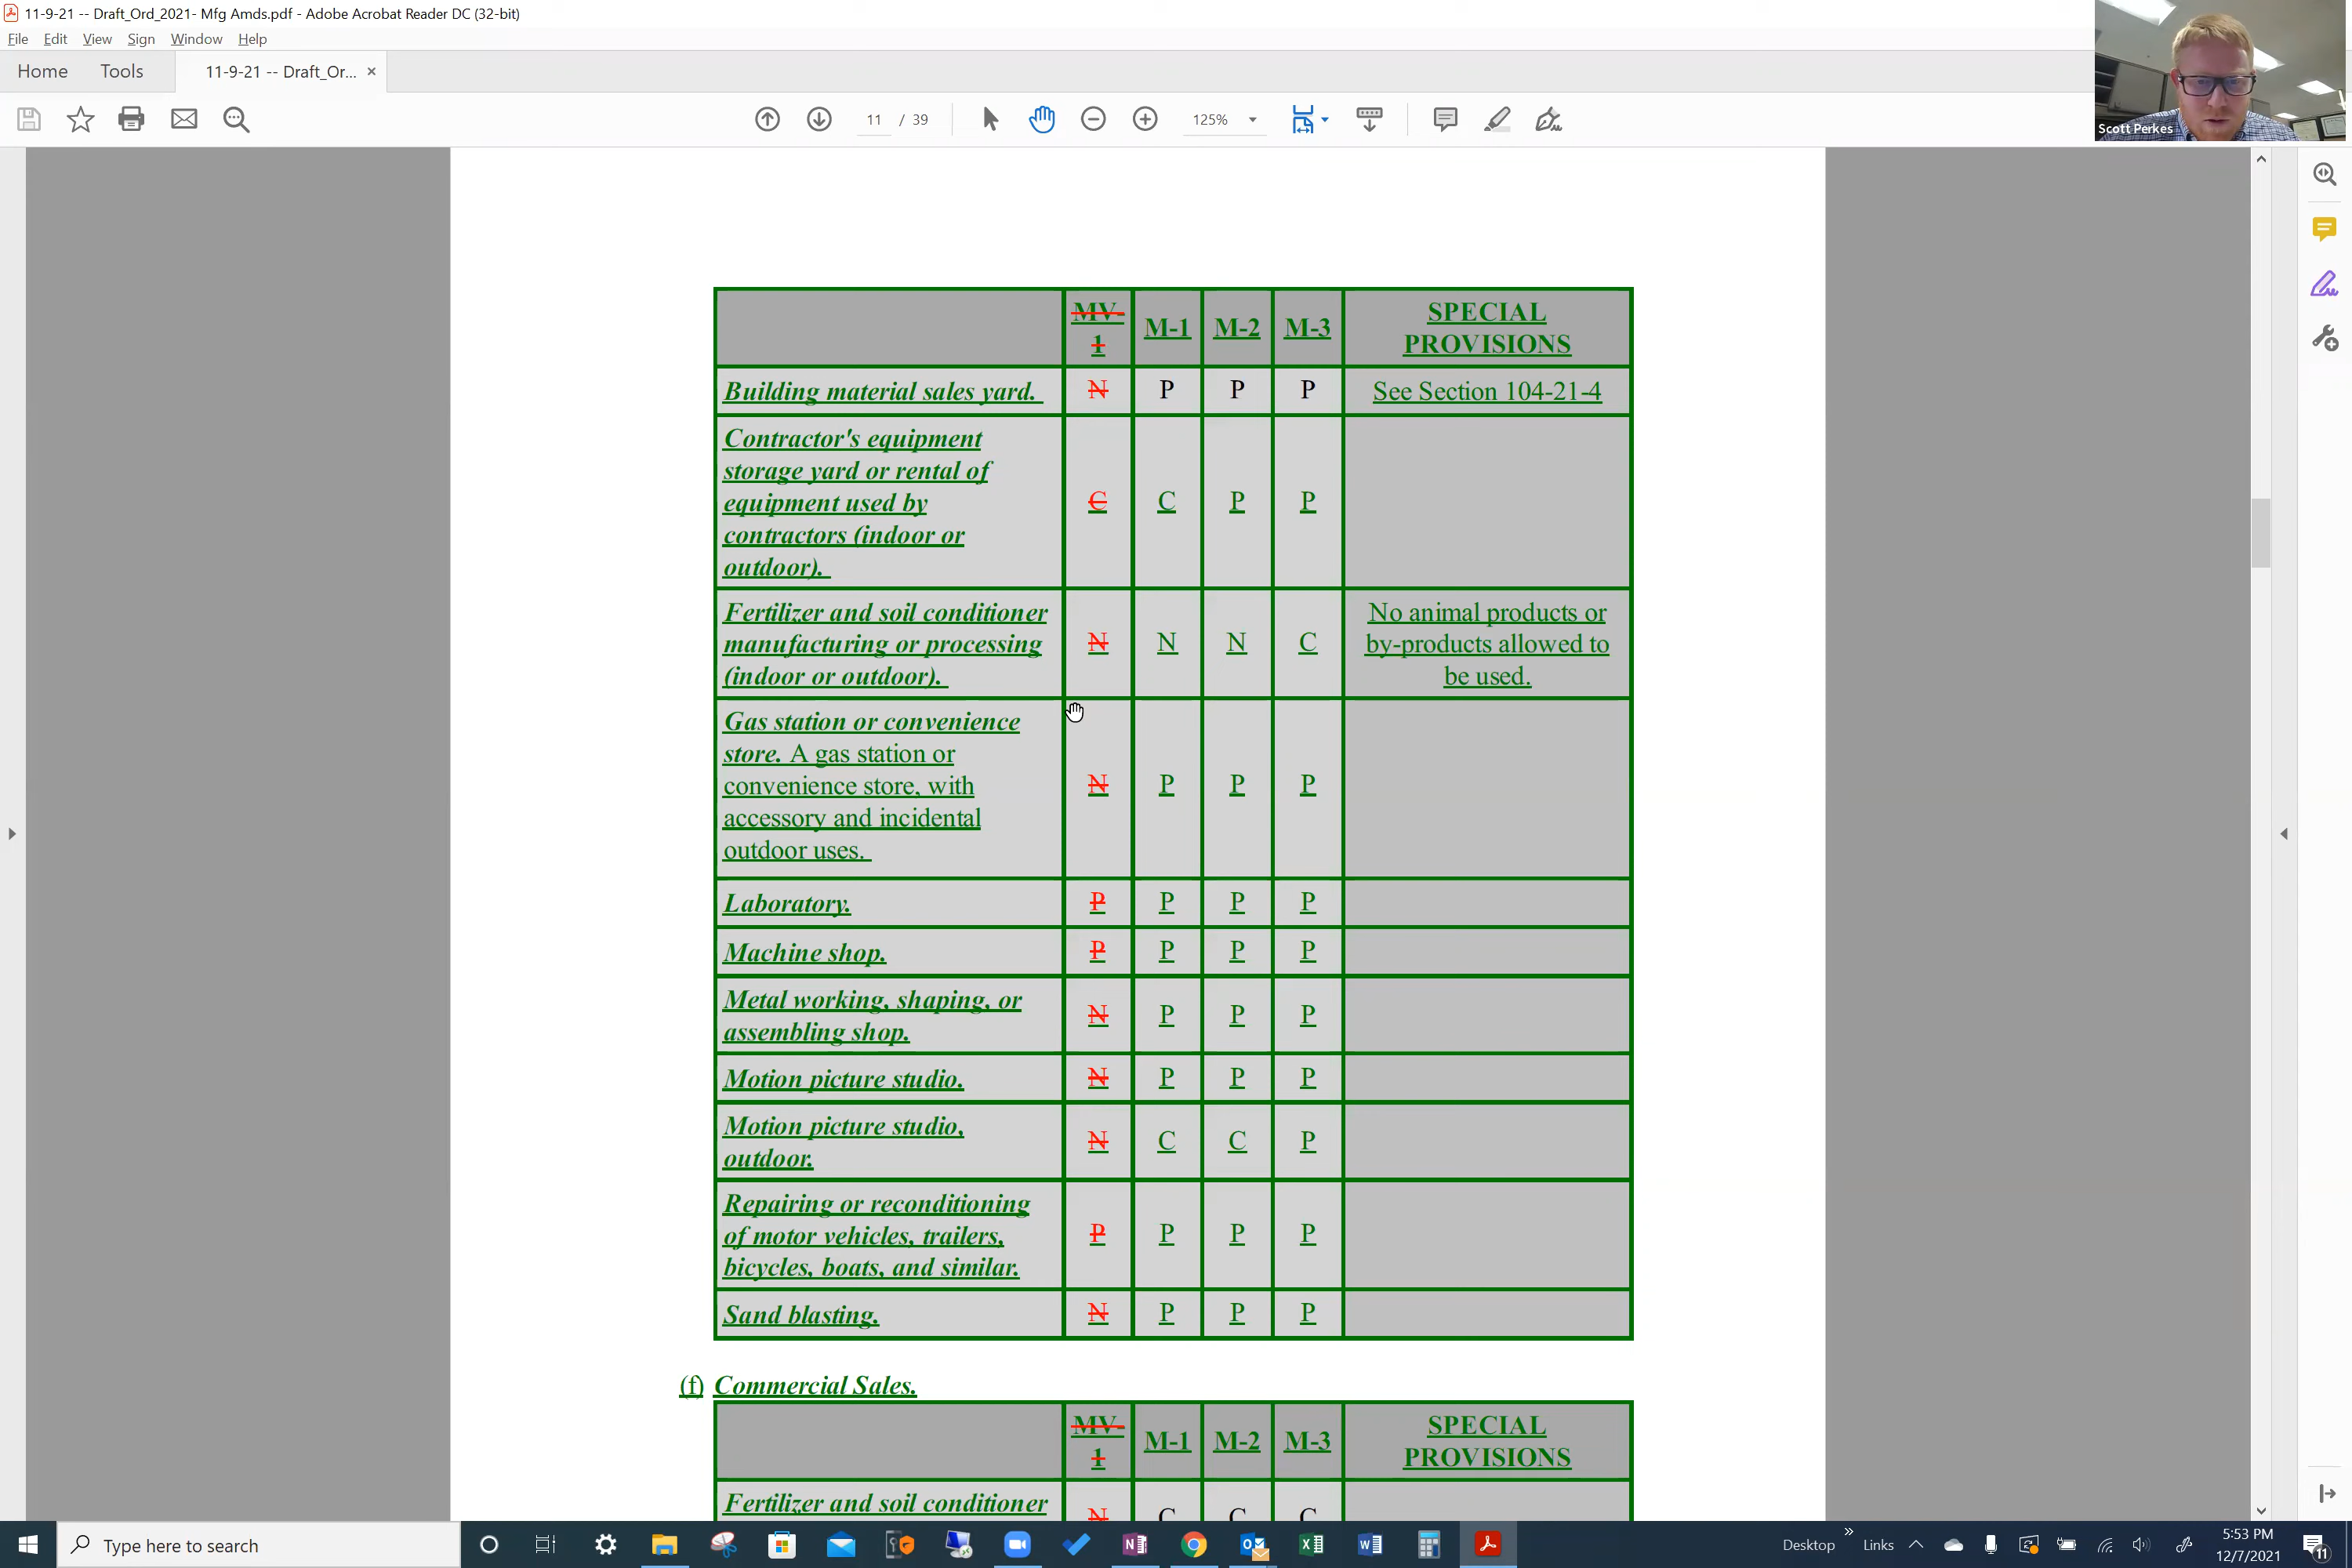 11-9-21 -- Draft_Ord_2021- Mfg Amds.pdf - Adobe Acrobat Reader DC (32-bit)
File Edit View Sign Window Help
Home Tools 11-9-21 -- Draft_Or... ×
11 / 39 125%
Scott Perkes
MV-1 M-1 M-2 M-3 SPECIAL PROVISIONS
Building material sales yard. N P P P See Section 104-21-4
Contractor's equipment
storage yard or rental of
equipment used by
contractors (indoor or
outdoor).
C C P P
Fertilizer and soil conditioner
manufacturing or processing
(indoor or outdoor).
N N N C
No animal products or
by-products allowed to
be used.
Gas station or convenience
store. A gas station or
convenience store, with
accessory and incidental
outdoor uses.
N P P P
Laboratory. P P P P
Machine shop. P P P P
Metal working, shaping, or
assembling shop.
N P P P
Motion picture studio. N P P P
Motion picture studio,
outdoor.
N C C P
Repairing or reconditioning
of motor vehicles, trailers,
bicycles, boats, and similar.
P P P P
Sand blasting. N P P P
(f) Commercial Sales.
MV-1 M-1 M-2 M-3 SPECIAL PROVISIONS
Fertilizer and soil conditioner N C C C
Type here to search
Desktop » Links
5:53 PM
12/7/2021
11